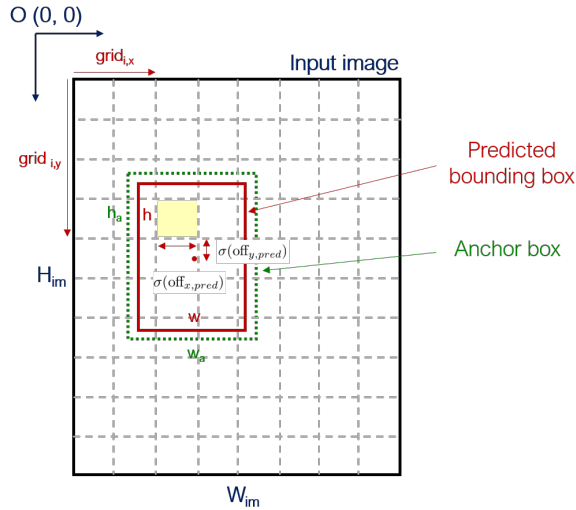 O (0, 0)
grid_{i,x}
Input image
grid _{i,y}
Predicted
bounding box
h_a
h
σ(off_{y,pred})
Anchor box
H_{im}
σ(off_{x,pred})
w
w_a
W_{im}